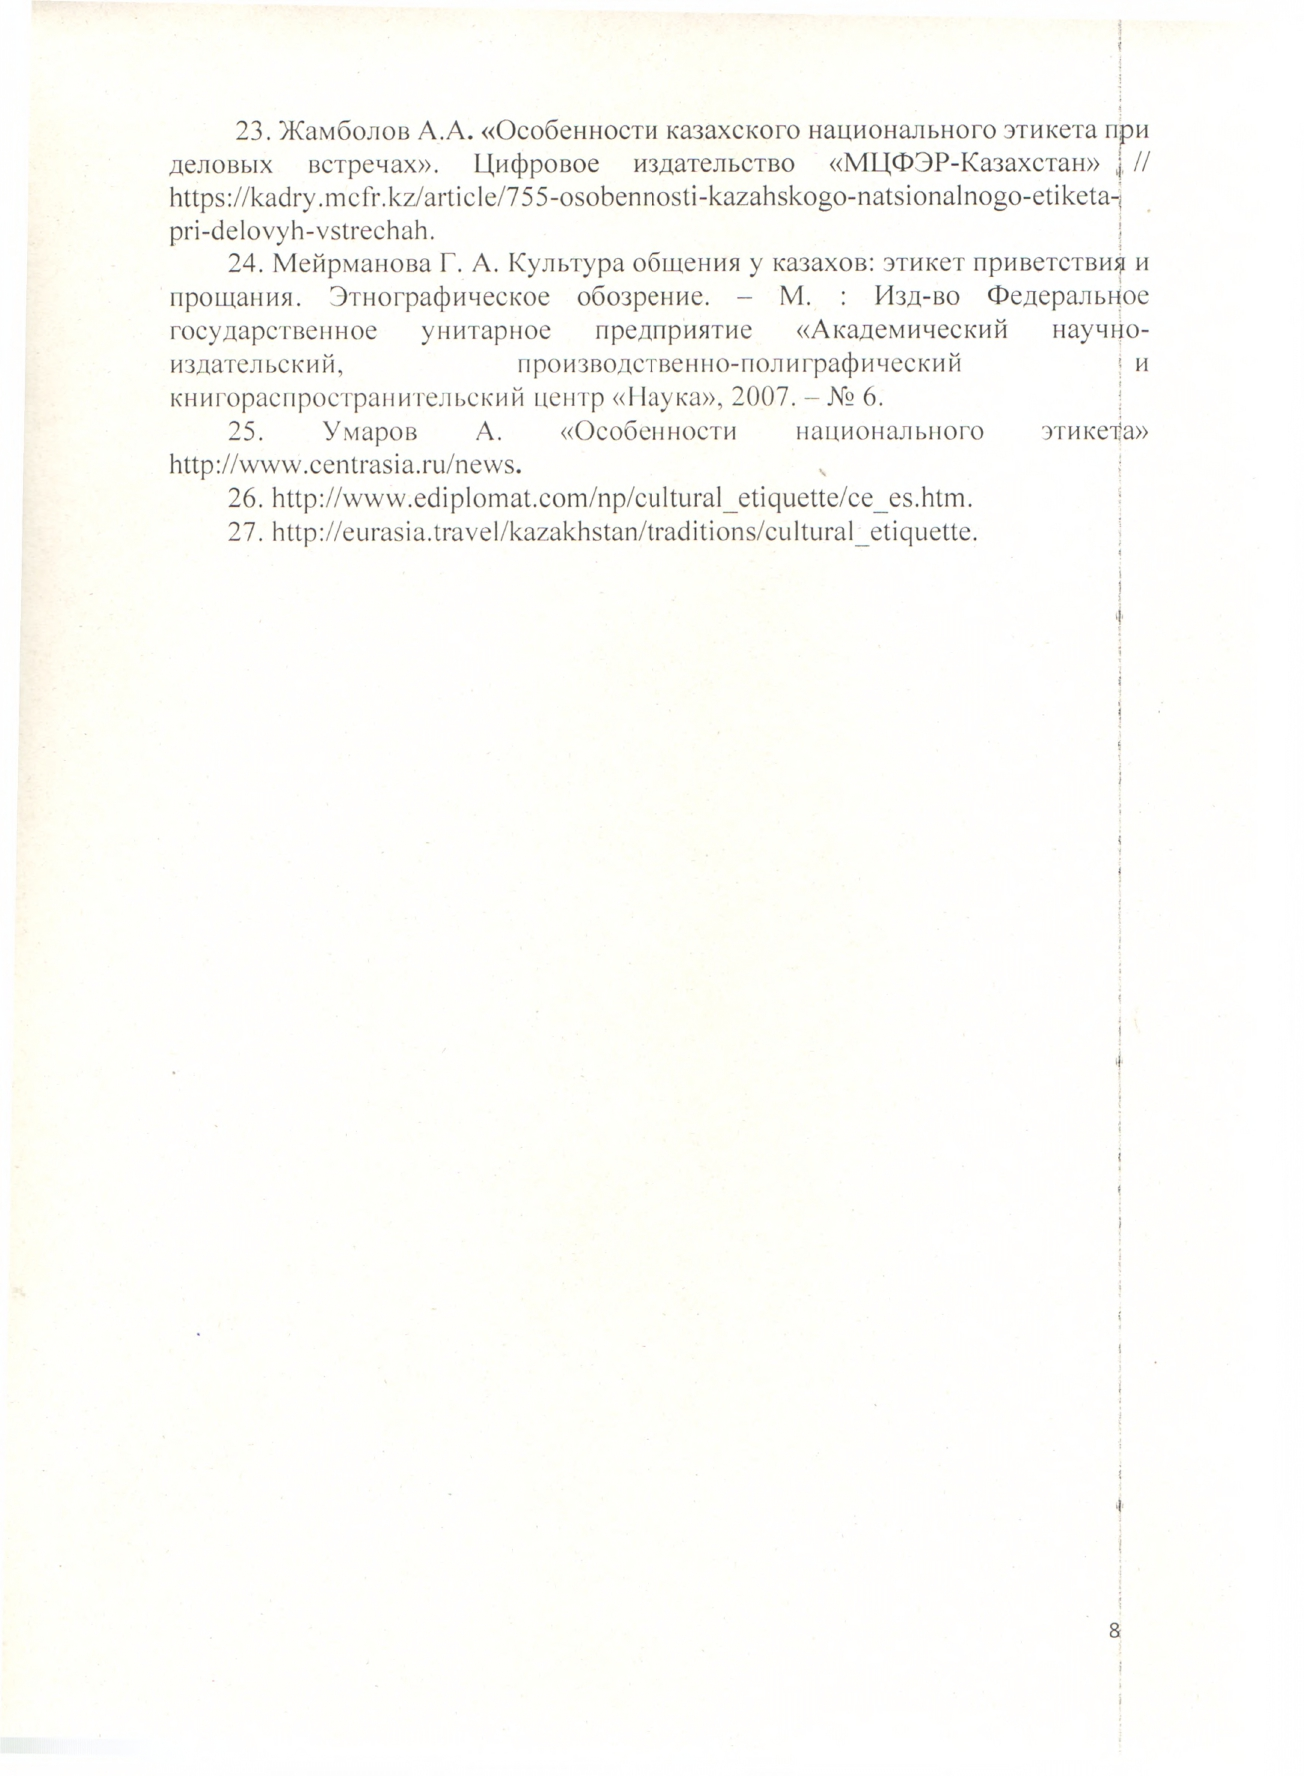 23. Жамболов А.А. «Особенности казахского национального этикета при
деловых встречах». Цифровое издательство «МЦФЭР-Казахстан» //
https://kadry.mcfr.kz/article/755-osobennosti-kazahskogo-natsionalnogo-etiketa-
pri-delovyh-vstrechah.
24. Мейрманова Г. А. Культура общения у казахов: этикет приветствия и
прощания. Этнографическое обозрение. – М. : Изд-во Федеральное
государственное унитарное предприятие «Академический научно-
издательский, производственно-полиграфический и
книгораспространительский центр «Наука», 2007. – № 6.
25. Умаров А. «Особенности национального этикета»
http://www.centrasia.ru/news.
26. http://www.ediplomat.com/np/cultural_etiquette/ce_es.htm.
27. http://eurasia.travel/kazakhstan/traditions/cultural_etiquette.
8